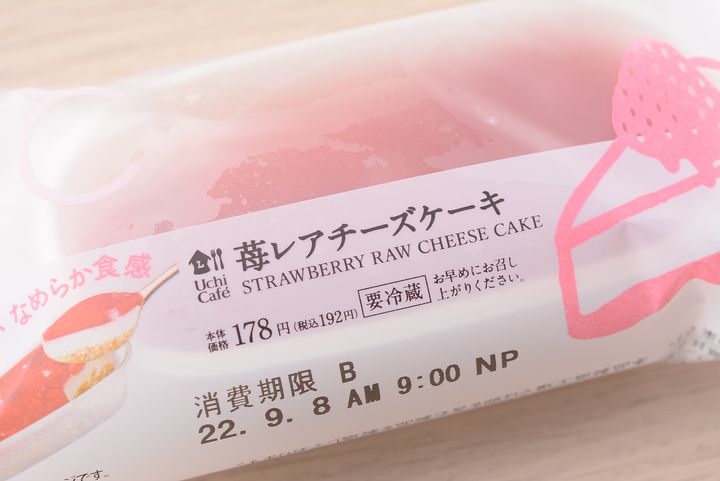 なめらか食感
Uchi
Café
苺レアチーズケーキ
STRAWBERRY RAW CHEESE CAKE
本体
価格 178円(税込192円) 要冷蔵 お早めにお召し
上がりください。
消費期限 B
22. 9. 8 AM 9:00 NP
です。